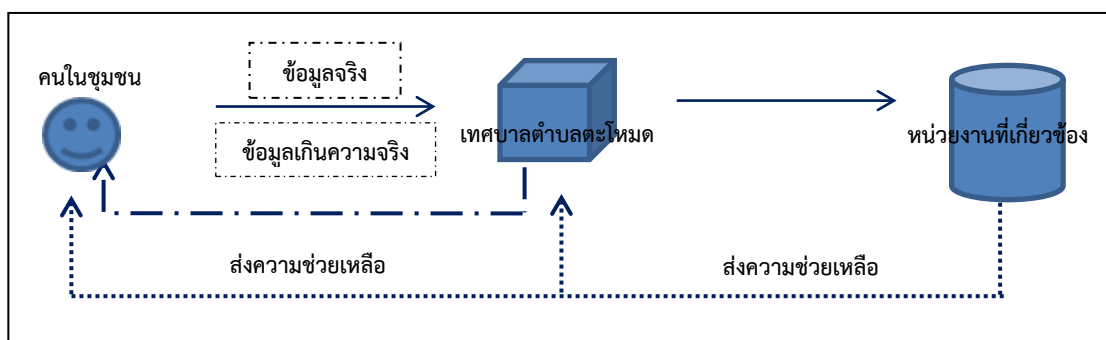 คนในชุมชน
ข้อมูลจริง
ข้อมูลเกินความจริง
เทศบาลตำบลตะโหมด
หน่วยงานที่เกี่ยวข้อง
ส่งความช่วยเหลือ
ส่งความช่วยเหลือ